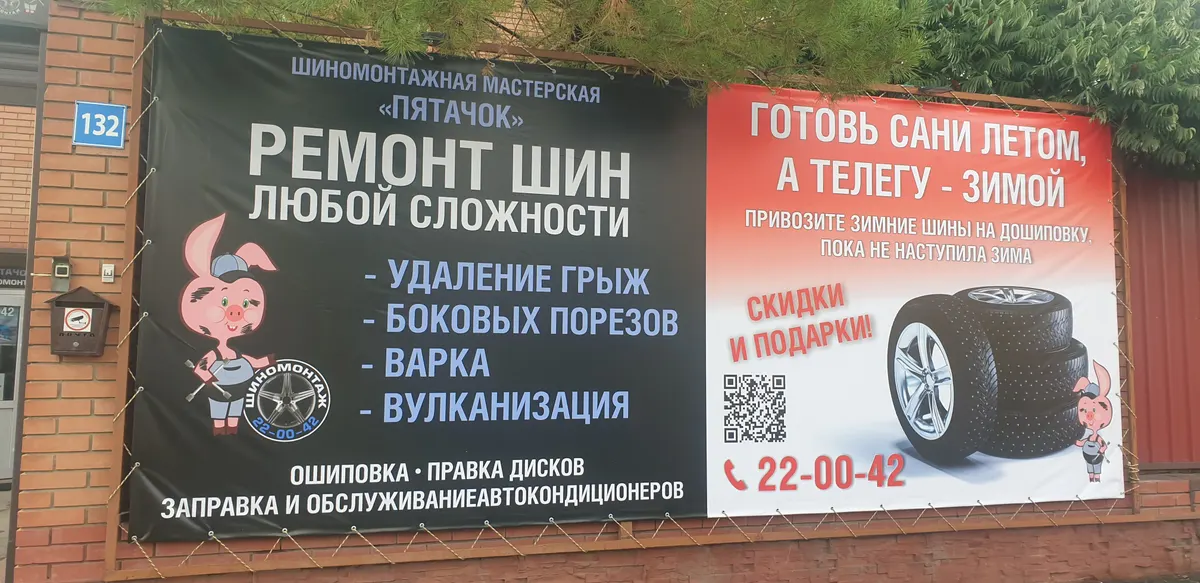 132
ШИНОМОНТАЖНАЯ МАСТЕРСКАЯ
«ПЯТАЧОК»
РЕМОНТ ШИН
ЛЮБОЙ СЛОЖНОСТИ
- УДАЛЕНИЕ ГРЫЖ
- БОКОВЫХ ПОРЕЗОВ
- ВАРКА
- ВУЛКАНИЗАЦИЯ
ШИНОМОНТАЖ
22-00-42
ОШИПОВКА • ПРАВКА ДИСКОВ
ЗАПРАВКА И ОБСЛУЖИВАНИЕАВТОКОНДИЦИОНЕРОВ
ГОТОВЬ САНИ ЛЕТОМ,
А ТЕЛЕГУ - ЗИМОЙ
ПРИВОЗИТЕ ЗИМНИЕ ШИНЫ НА ДОШИПОВКУ,
ПОКА НЕ НАСТУПИЛА ЗИМА
СКИДКИ
И ПОДАРКИ!
22-00-42